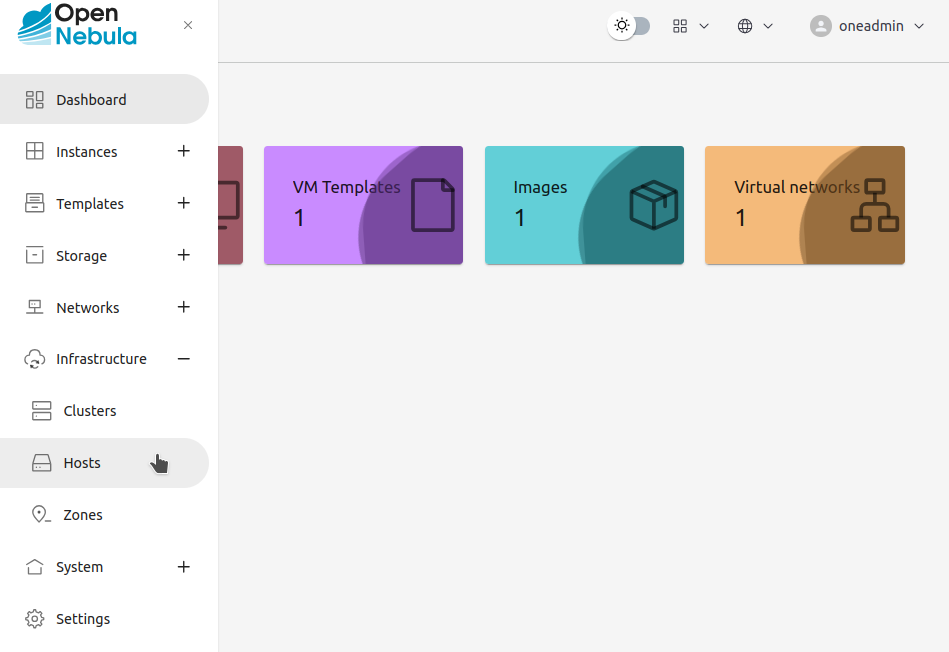 Open
Nebula
oneadmin
Dashboard
Instances
Templates
Storage
Networks
Infrastructure
Clusters
Hosts
Zones
System
Settings
VM Templates
1
Images
1
Virtual networks
1